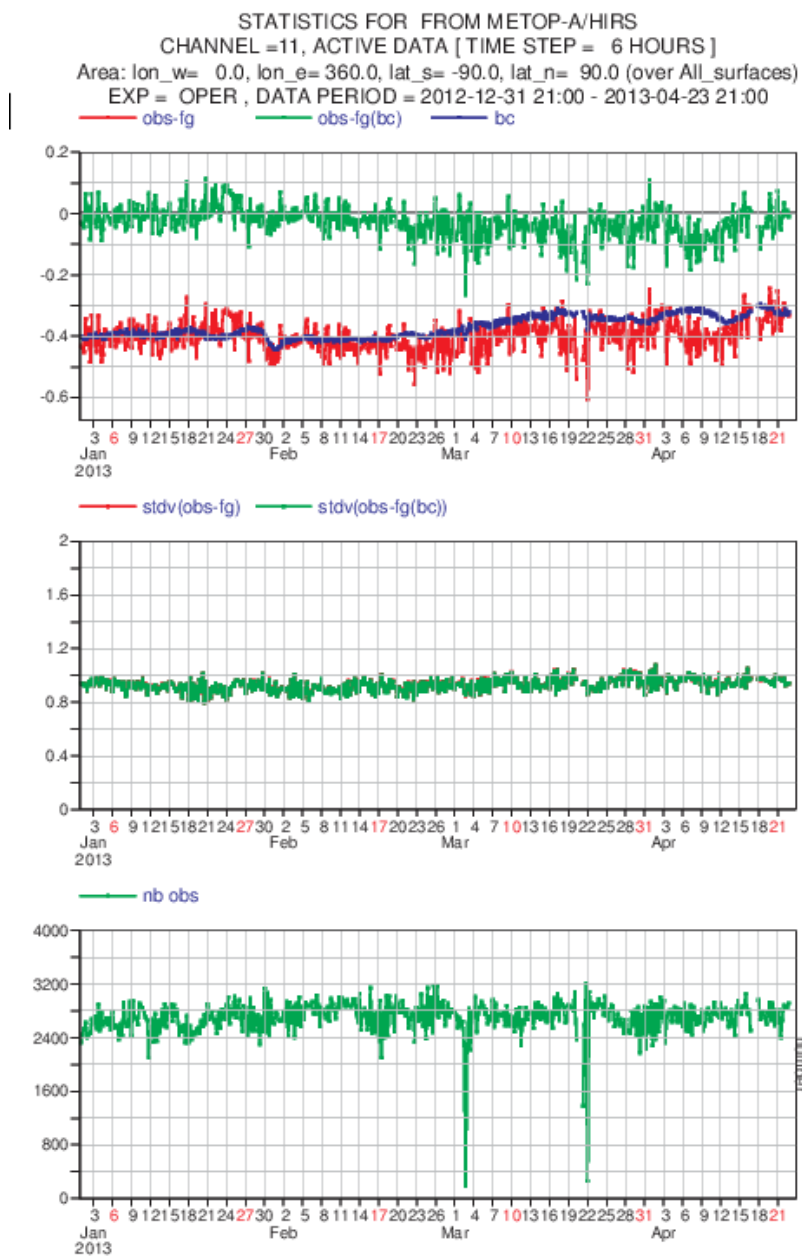 STATISTICS FOR FROM METOP-A/HIRS
CHANNEL =11, ACTIVE DATA [ TIME STEP = 6 HOURS ]
Area: lon_w= 0.0, lon_e= 360.0, lat_s= -90.0, lat_n= 90.0 (over All_surfaces)
EXP = OPER , DATA PERIOD = 2012-12-31 21:00 - 2013-04-23 21:00
obs-fg obs-fg(bc) bc
0.2
0
-0.2
-0.4
-0.6
3 6 9 12 15 18 21 24 27 30 2 5 8 11 14 17 20 23 26 1 4 7 10 13 16 19 22 25 28 31 3 6 9 12 15 18 21
Jan Feb Mar Apr
2013
stdv(obs-fg) stdv(obs-fg(bc))
2
1.6
1.2
0.8
0.4
0
3 6 9 12 15 18 21 24 27 30 2 5 8 11 14 17 20 23 26 1 4 7 10 13 16 19 22 25 28 31 3 6 9 12 15 18 21
Jan Feb Mar Apr
2013
nb obs
4000
3200
2400
1600
800
0
3 6 9 12 15 18 21 24 27 30 2 5 8 11 14 17 20 23 26 1 4 7 10 13 16 19 22 25 28 31 3 6 9 12 15 18 21
Jan Feb Mar Apr
2013